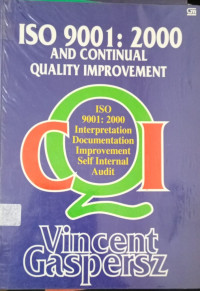 ISO 9001: 2000
AND CONTINUAL
QUALITY IMPROVEMENT
CQI
ISO
9001: 2000
Interpretation
Documentation
Improvement
Self Internal
Audit
Vincent
Gaspersz